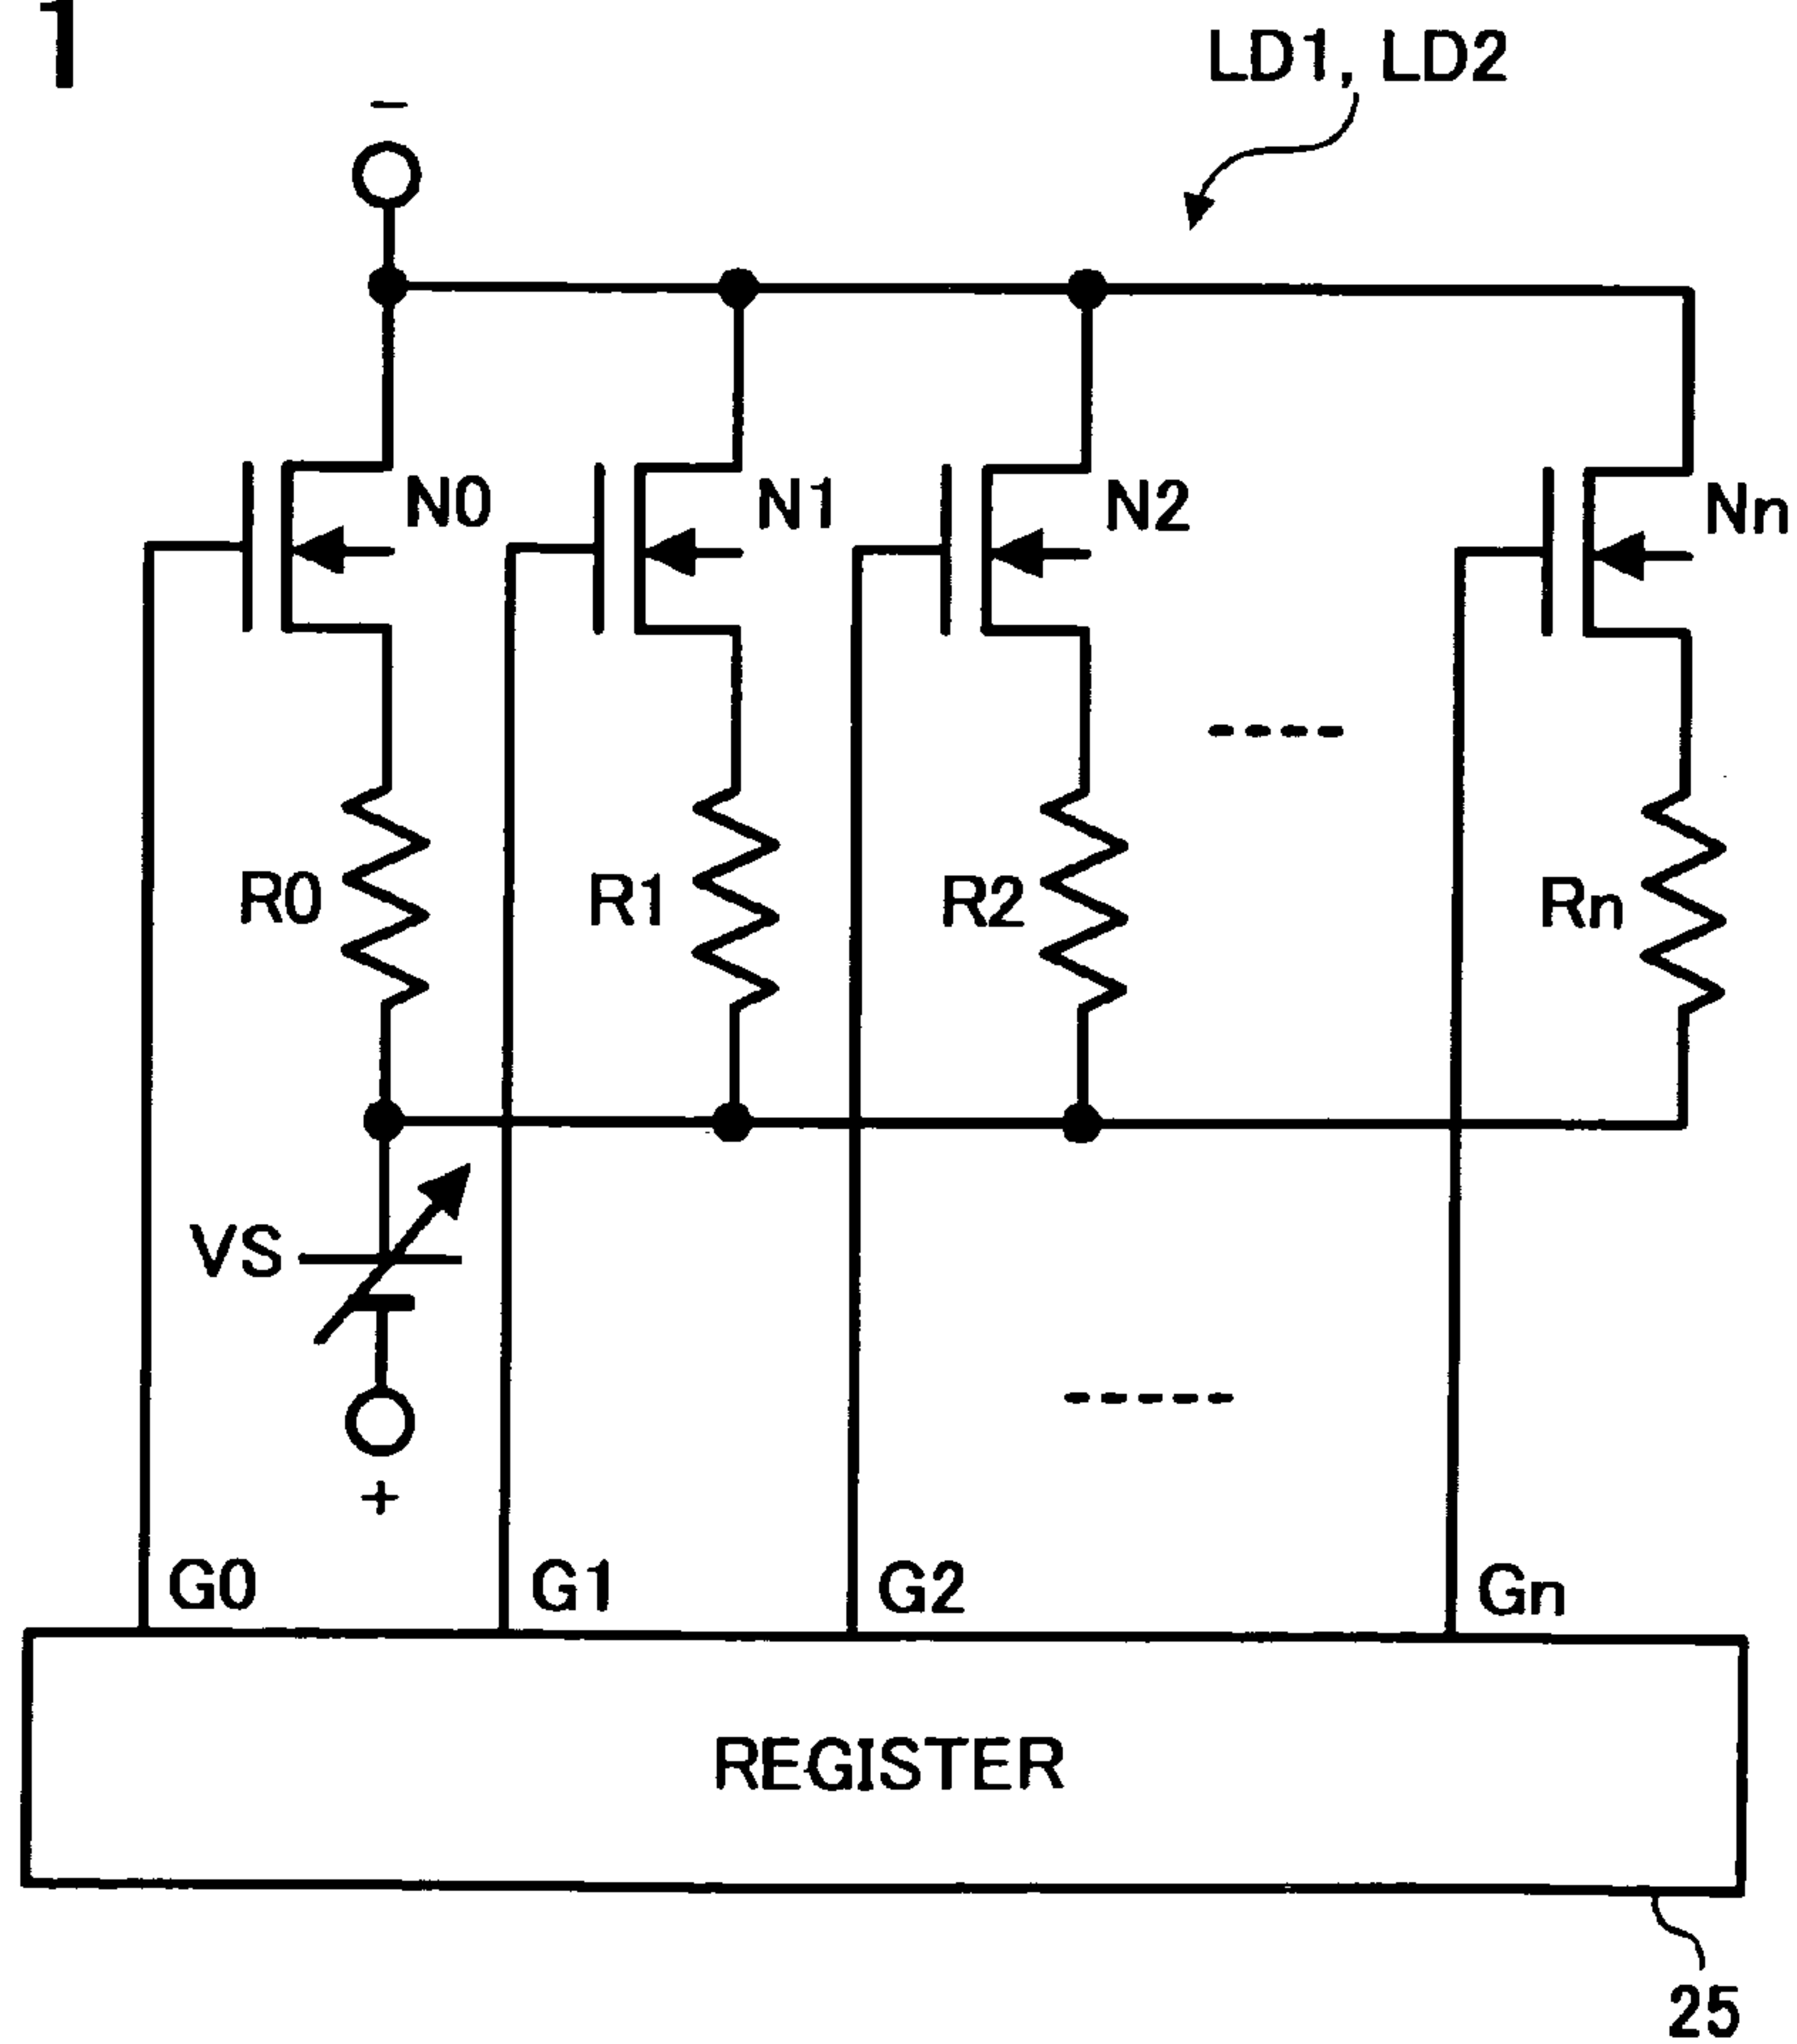 1
LD1, LD2
−
N0 N1 N2 Nn
R0 R1 R2 Rn
VS
+
G0 G1 G2 Gn
REGISTER
25